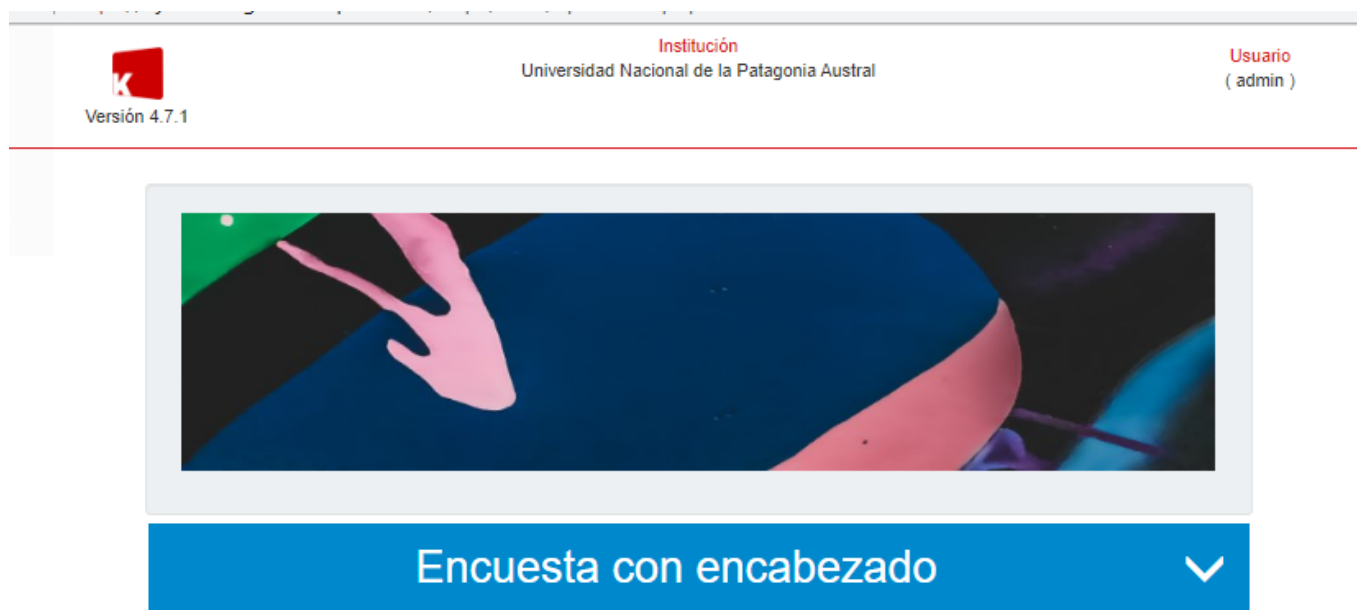 Institución
Universidad Nacional de la Patagonia Austral
Usuario
( admin )
K
Versión 4.7.1
Encuesta con encabezado